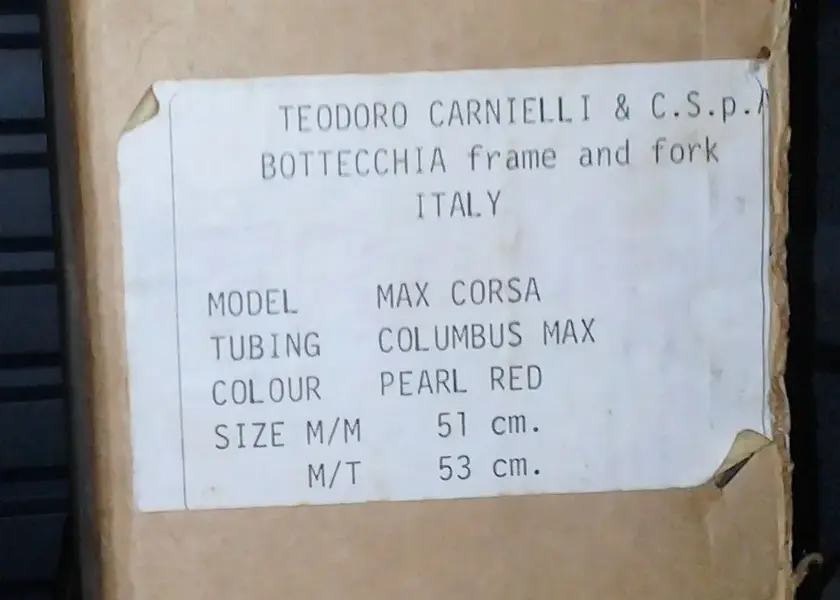 TEODORO CARNIELLI & C.S.p.A
BOTTECCHIA frame and fork
ITALY
MODEL MAX CORSA
TUBING COLUMBUS MAX
COLOUR PEARL RED
SIZE M/M 51 cm.
M/T 53 cm.